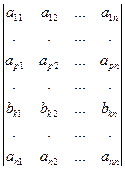 a₁₁ a₁₂ ... a₁ₙ
. . ... .
aₚ₁ aₚ₂ ... aₚₙ
. . ... .
bₖ₁ bₖ₂ ... bₖₙ
. . ... .
aₙ₁ aₙ₂ ... aₙₙ